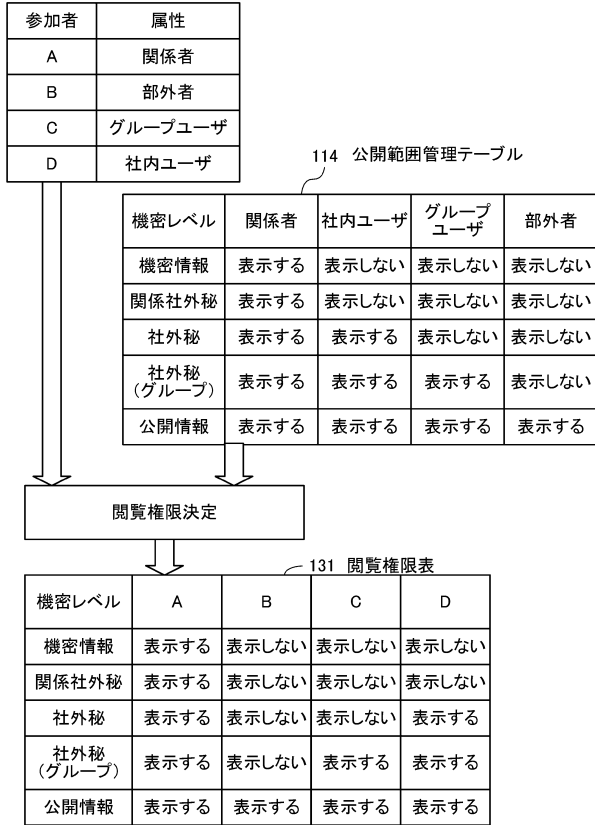 参加者 属性
A 関係者
B 部外者
C グループユーザ
D 社内ユーザ
114 公開範囲管理テーブル
機密レベル 関係者 社内ユーザ グループ
ユーザ 部外者
機密情報 表示する 表示しない 表示しない 表示しない
関係社外秘 表示する 表示しない 表示しない 表示しない
社外秘 表示する 表示する 表示しない 表示しない
社外秘
(グループ) 表示する 表示する 表示する 表示しない
公開情報 表示する 表示する 表示する 表示する
閲覧権限決定
131 閲覧権限表
機密レベル A B C D
機密情報 表示する 表示しない 表示しない 表示しない
関係社外秘 表示する 表示しない 表示しない 表示しない
社外秘 表示する 表示しない 表示しない 表示する
社外秘
(グループ) 表示する 表示しない 表示する 表示する
公開情報 表示する 表示する 表示する 表示する